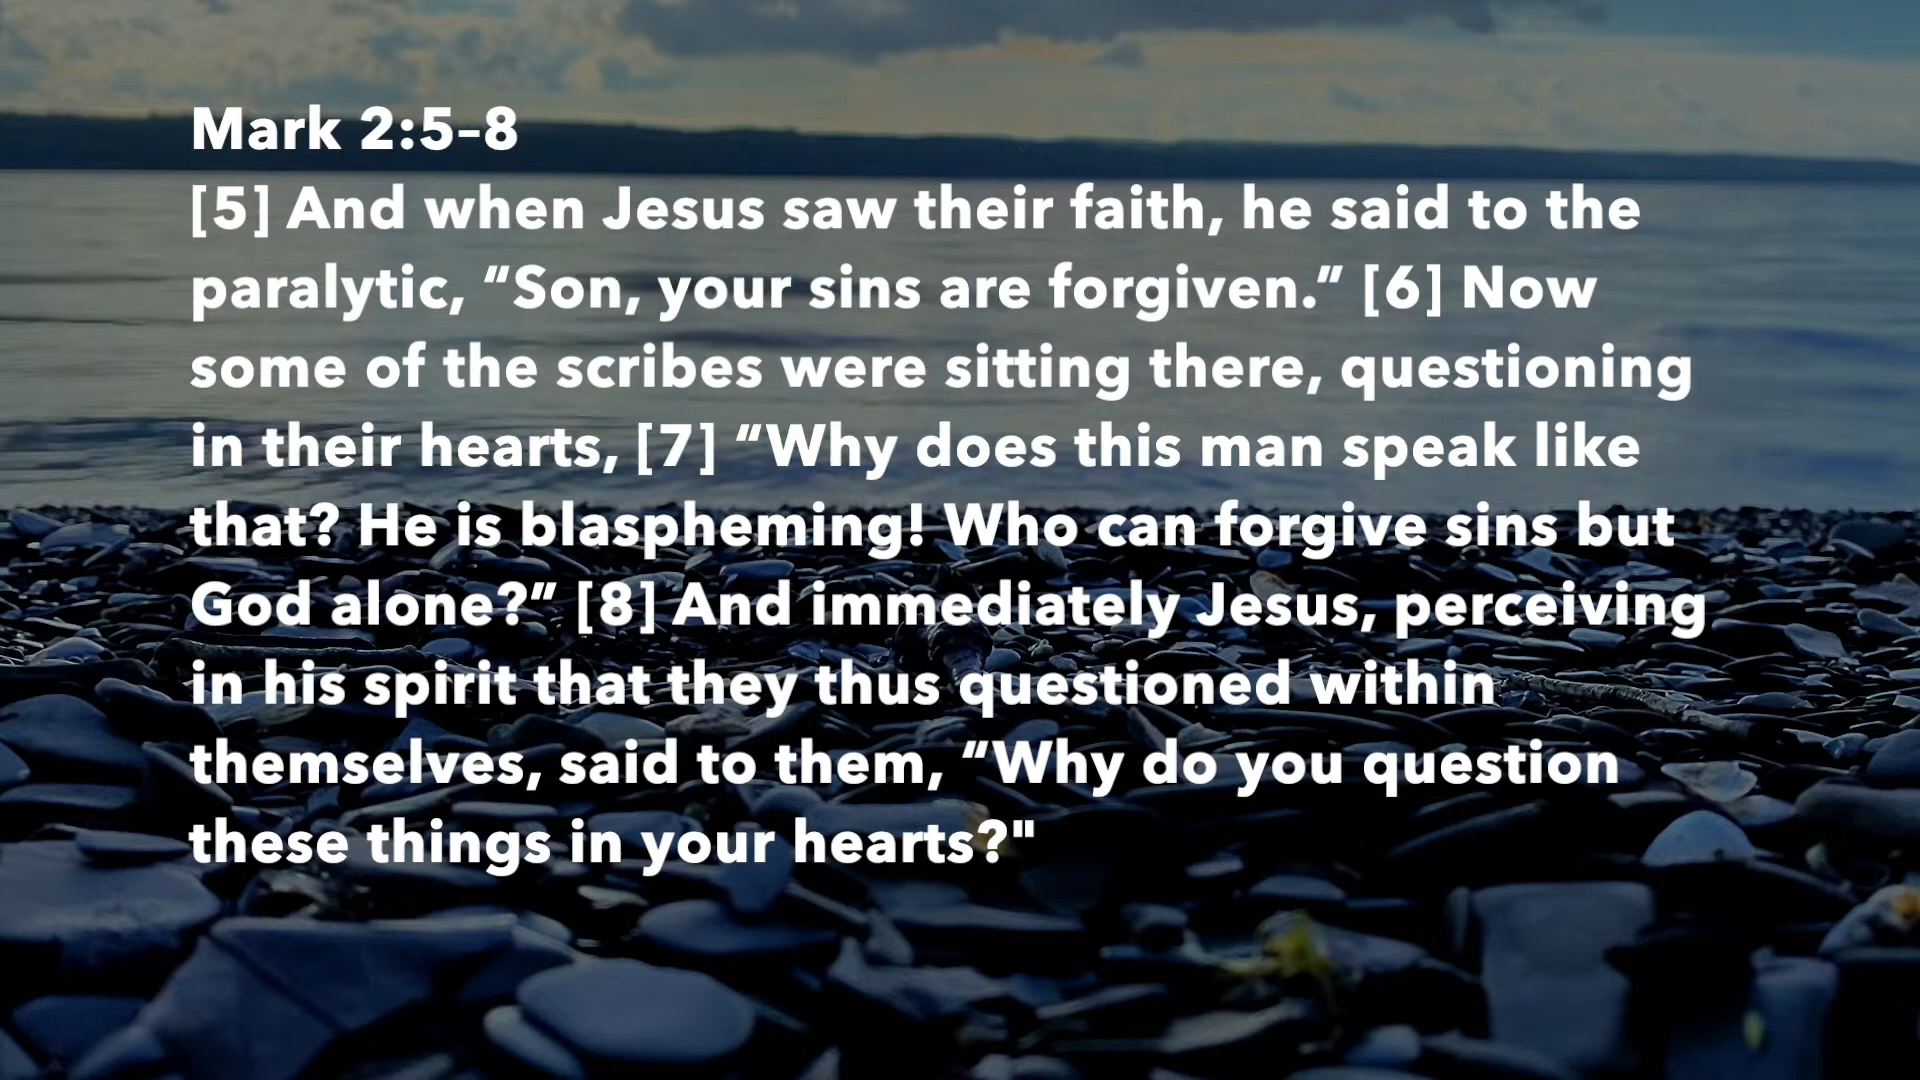 Mark 2:5–8
[5] And when Jesus saw their faith, he said to the
paralytic, “Son, your sins are forgiven.” [6] Now
some of the scribes were sitting there, questioning
in their hearts, [7] “Why does this man speak like
that? He is blaspheming! Who can forgive sins but
God alone?” [8] And immediately Jesus, perceiving
in his spirit that they thus questioned within
themselves, said to them, “Why do you question
these things in your hearts?"